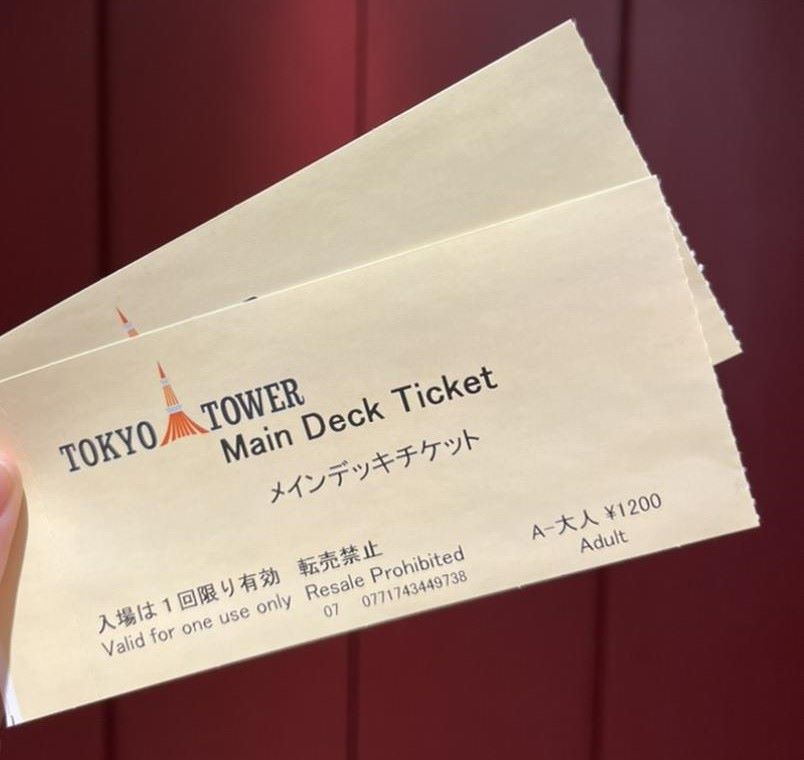 TOKYO TOWER
Main Deck Ticket
メインデッキチケット
入場は1回限り有効 転売禁止
Valid for one use only Resale Prohibited
07 0771743449738
A-大人 ¥1200
Adult